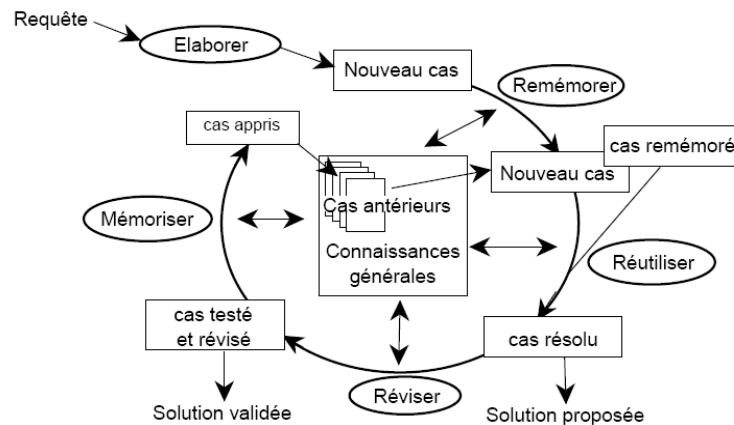 Requête
Elaborer
Nouveau cas
Remémorer
cas appris
cas remémoré
Nouveau cas
Cas antérieurs
Mémoriser
Connaissances
générales
Réutiliser
cas testé
et révisé
cas résolu
Réviser
Solution validée
Solution proposée